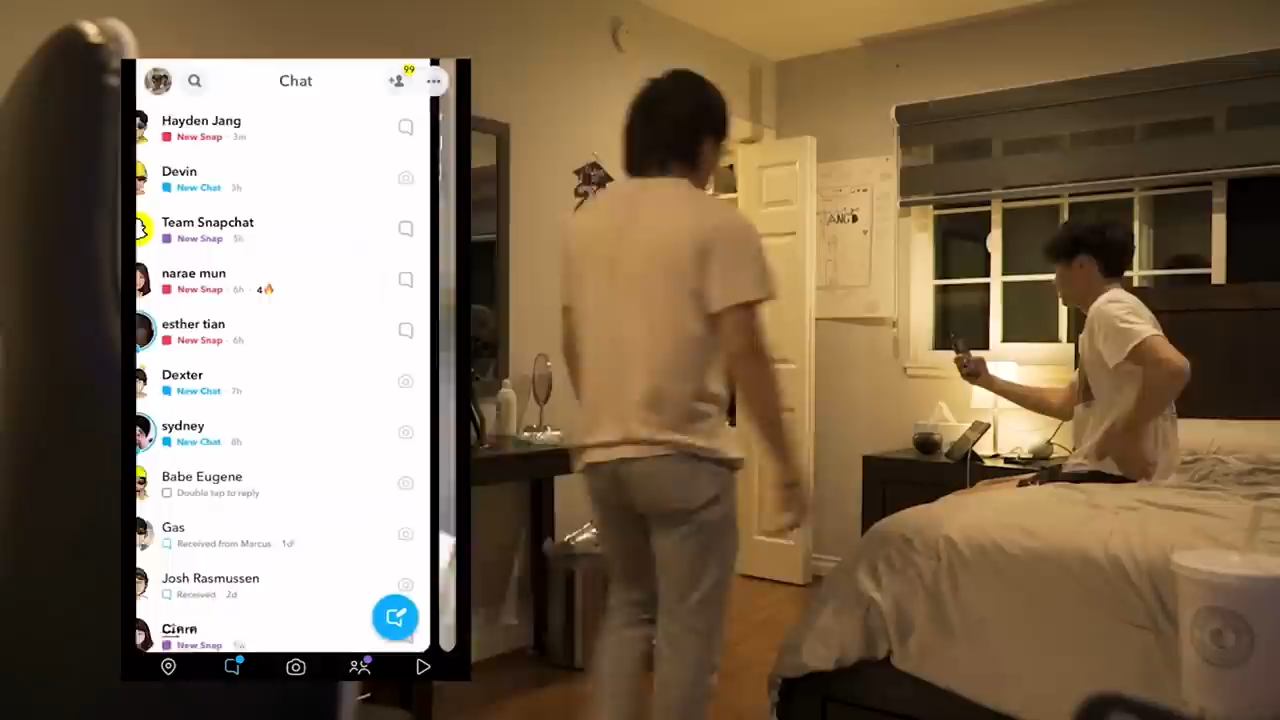 99
Chat
Hayden Jang
New Snap · 3m
Devin
New Chat · 3h
Team Snapchat
New Snap · 5h
narae mun
New Snap · 6h · 4🔥
esther tian
New Snap · 6h
Dexter
New Chat · 7h
sydney
New Chat · 8h
Babe Eugene
Double tap to reply
Gas
Received from Marcus · 1d
Josh Rasmussen
Received · 2d
New Snap